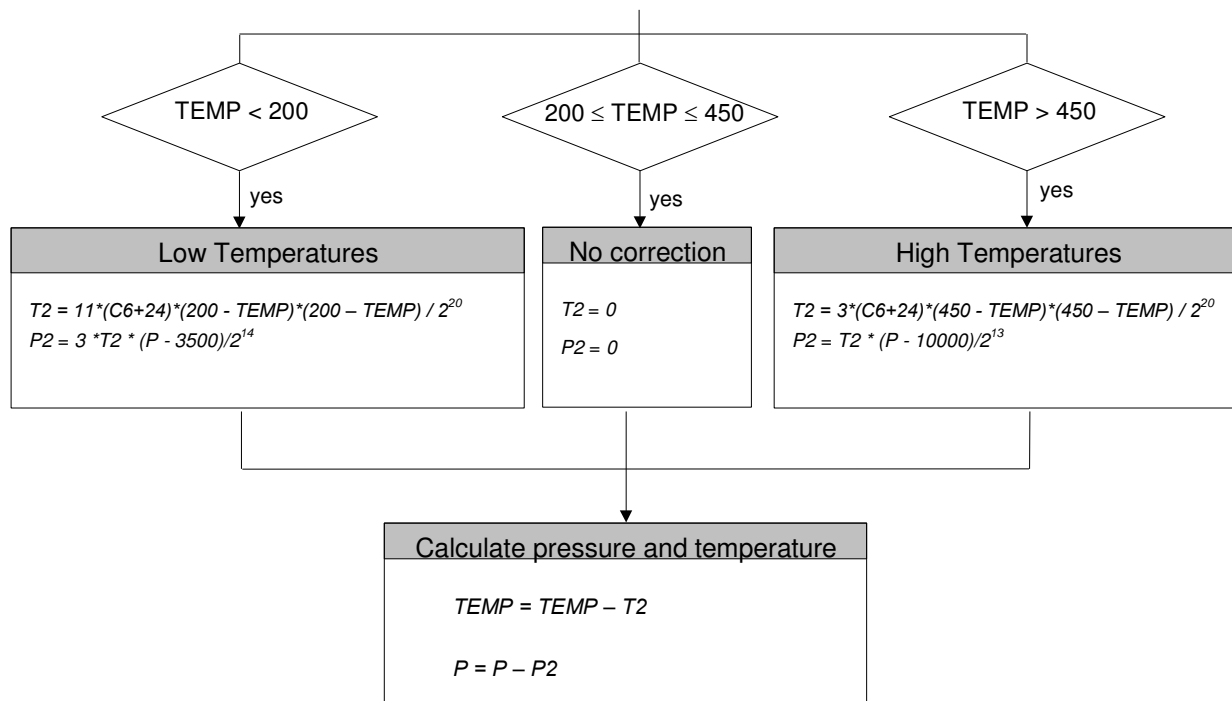 TEMP < 200
200 ≤ TEMP ≤ 450
TEMP > 450
yes
yes
yes
Low Temperatures
T2 = 11*(C6+24)*(200 - TEMP)*(200 – TEMP) / 2^20
P2 = 3 *T2 * (P - 3500)/2^14
No correction
T2 = 0
P2 = 0
High Temperatures
T2 = 3*(C6+24)*(450 - TEMP)*(450 – TEMP) / 2^20
P2 = T2 * (P - 10000)/2^13
Calculate pressure and temperature
TEMP = TEMP – T2
P = P – P2